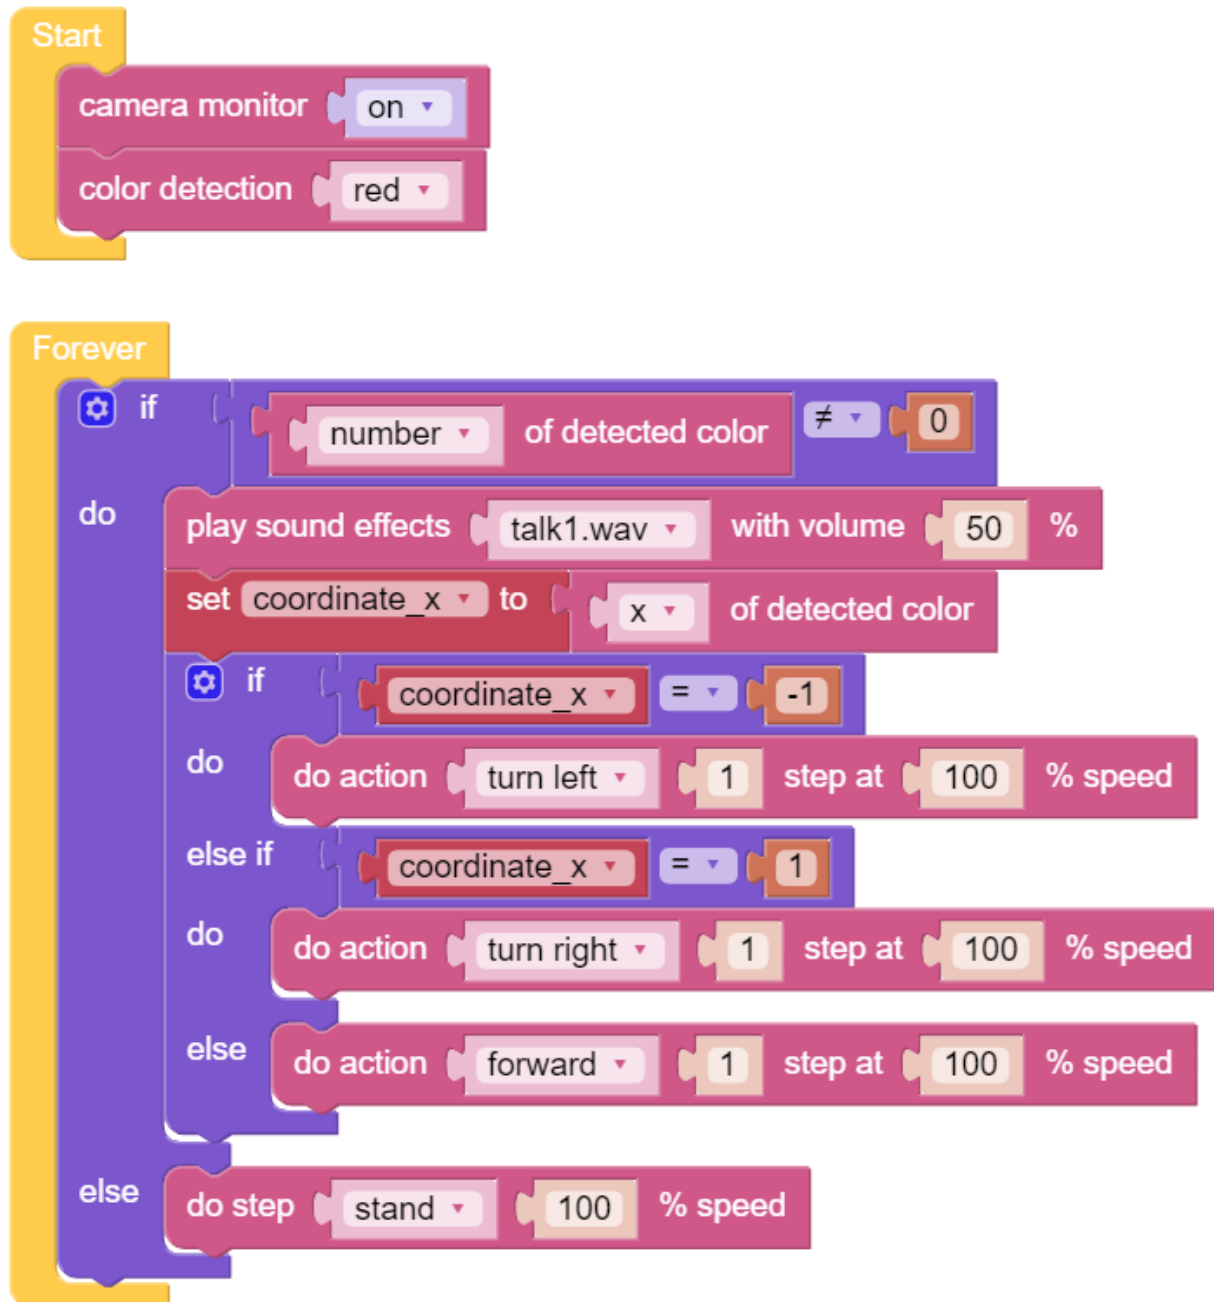 Start
camera monitor on
color detection red
Forever
if number of detected color ≠ 0
do play sound effects talk1.wav with volume 50 %
set coordinate_x to x of detected color
if coordinate_x = -1
do do action turn left 1 step at 100 % speed
else if coordinate_x = 1
do do action turn right 1 step at 100 % speed
else do action forward 1 step at 100 % speed
else do step stand 100 % speed